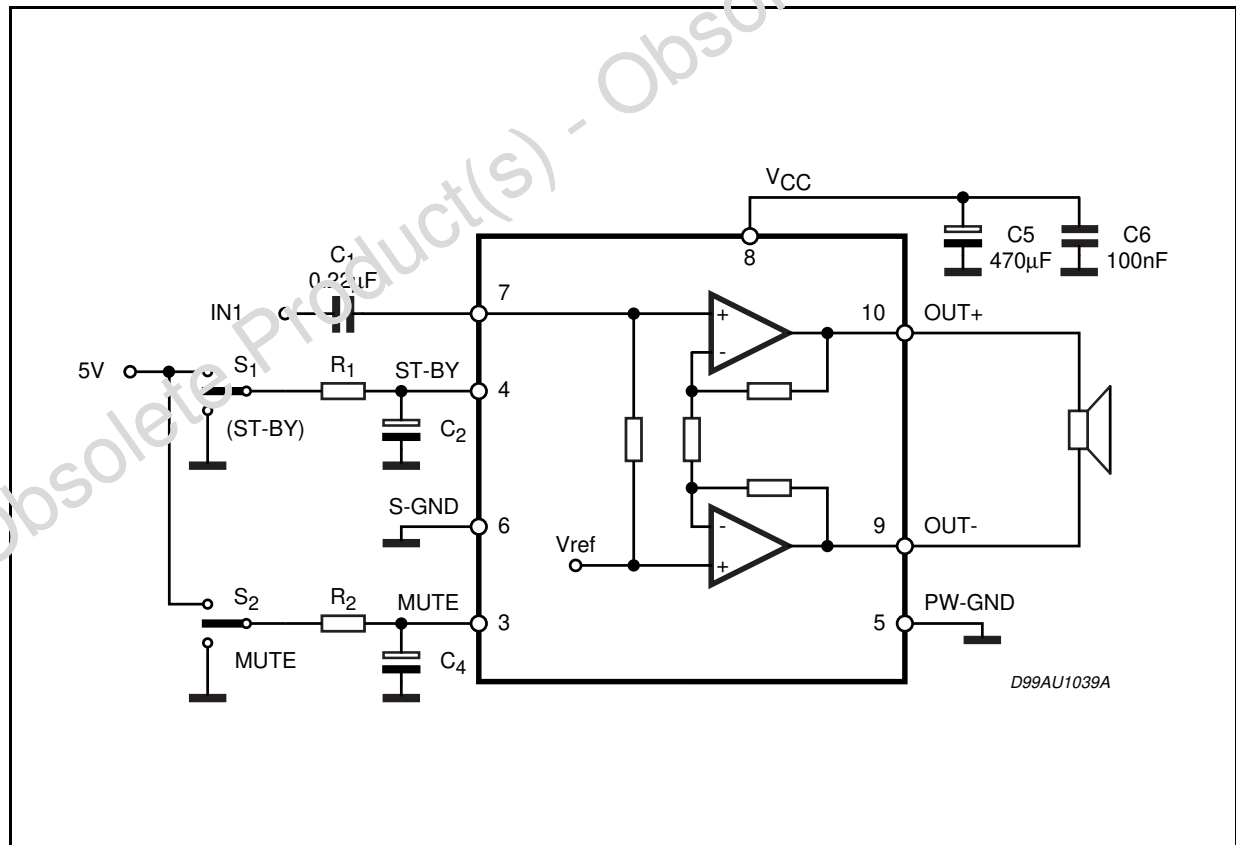 Obsolete Product(s) - Obsol
VCC
8
C5
470μF
C6
100nF
C1
0.22μF
IN1
7
+
-
10
OUT+
5V
S1
R1
ST-BY
4
(ST-BY)
C2
S-GND
6
Vref
-
+
9
OUT-
S2
R2
MUTE
3
MUTE
C4
5
PW-GND
D99AU1039A